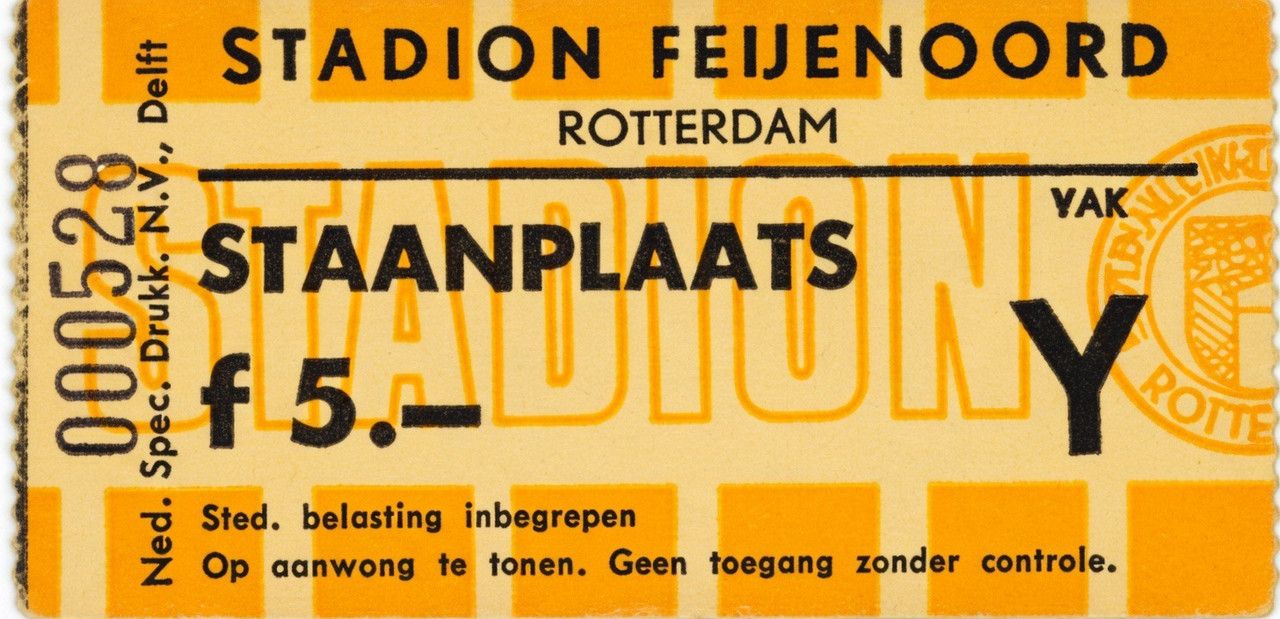 STADION FEIJENOORD
ROTTERDAM
VAK
STAANPLAATS
Y
f 5.—
Sted. belasting inbegrepen
Op aanwong te tonen. Geen toegang zonder controle.
000528
Ned. Spec. Drukk. N.V., Delft
STADION